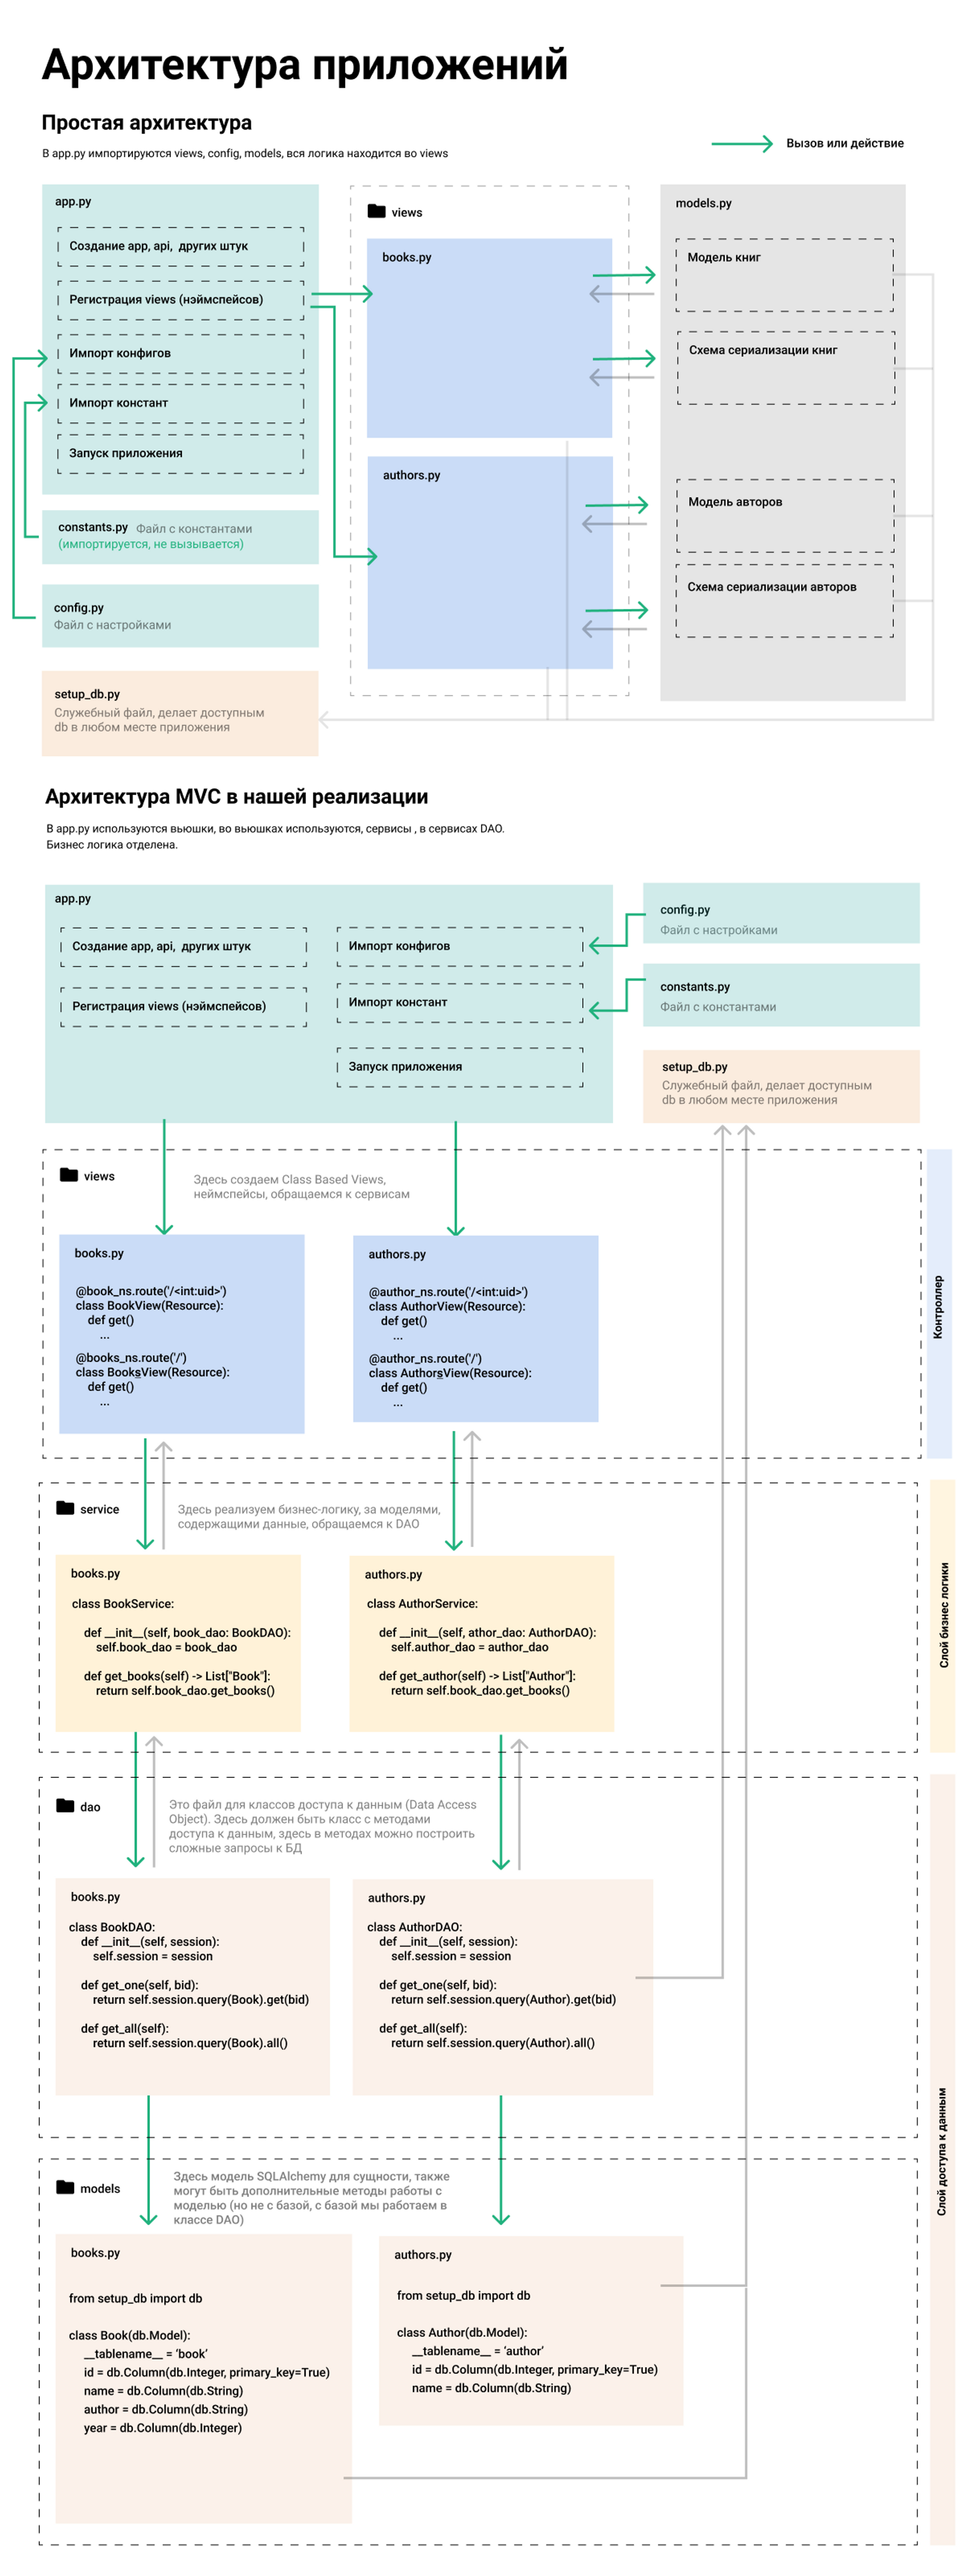 Архитектура приложений
Простая архитектура
В app.py импортируются views, config, models, вся логика находится во views
Вызов или действие
app.py
Создание app, api, других штук
Регистрация views (нэймспейсов)
Импорт конфигов
Импорт констант
Запуск приложения
constants.py Файл с константами
(импортируется, не вызывается)
config.py
Файл с настройками
setup_db.py
Служебный файл, делает доступным
db в любом месте приложения
views
books.py
authors.py
models.py
Модель книг
Схема сериализации книг
Модель авторов
Схема сериализации авторов
Архитектура MVC в нашей реализации
В app.py используются вьюшки, во вьюшках используются, сервисы , в сервисах DAO.
Бизнес логика отделена.
app.py
Создание app, api, других штук
Регистрация views (нэймспейсов)
Импорт конфигов
Импорт констант
Запуск приложения
config.py
Файл с настройками
constants.py
Файл с константами
setup_db.py
Служебный файл, делает доступным
db в любом месте приложения
views
Здесь создаем Class Based Views,
неймспейсы, обращаемся к сервисам
books.py
@book_ns.route('/<int:uid>')
class BookView(Resource):
def get()
...
@books_ns.route('/')
class BooksView(Resource):
def get()
...
authors.py
@author_ns.route('/<int:uid>')
class AuthorView(Resource):
def get()
...
@author_ns.route('/')
class AuthorsView(Resource):
def get()
...
Контроллер
service
Здесь реализуем бизнес-логику, за моделями,
содержащими данные, обращаемся к DAO
books.py
class BookService:
def __init__(self, book_dao: BookDAO):
self.book_dao = book_dao
def get_books(self) -> List["Book"]:
return self.book_dao.get_books()
authors.py
class AuthorService:
def __init__(self, athor_dao: AuthorDAO):
self.author_dao = author_dao
def get_author(self) -> List["Author"]:
return self.book_dao.get_books()
Слой бизнес логики
dao
Это файл для классов доступа к данным (Data Access
Object). Здесь должен быть класс с методами
доступа к данным, здесь в методах можно построить
сложные запросы к БД
books.py
class BookDAO:
def __init__(self, session):
self.session = session
def get_one(self, bid):
return self.session.query(Book).get(bid)
def get_all(self):
return self.session.query(Book).all()
authors.py
class AuthorDAO:
def __init__(self, session):
self.session = session
def get_one(self, bid):
return self.session.query(Author).get(bid)
def get_all(self):
return self.session.query(Author).all()
Слой доступа к данным
models
Здесь модель SQLAlchemy для сущности, также
могут быть дополнительные методы работы с
моделью (но не с базой, с базой мы работаем в
классе DAO)
books.py
from setup_db import db
class Book(db.Model):
__tablename__ = ‘book’
id = db.Column(db.Integer, primary_key=True)
name = db.Column(db.String)
author = db.Column(db.String)
year = db.Column(db.Integer)
authors.py
from setup_db import db
class Author(db.Model):
__tablename__ = ‘author’
id = db.Column(db.Integer, primary_key=True)
name = db.Column(db.String)